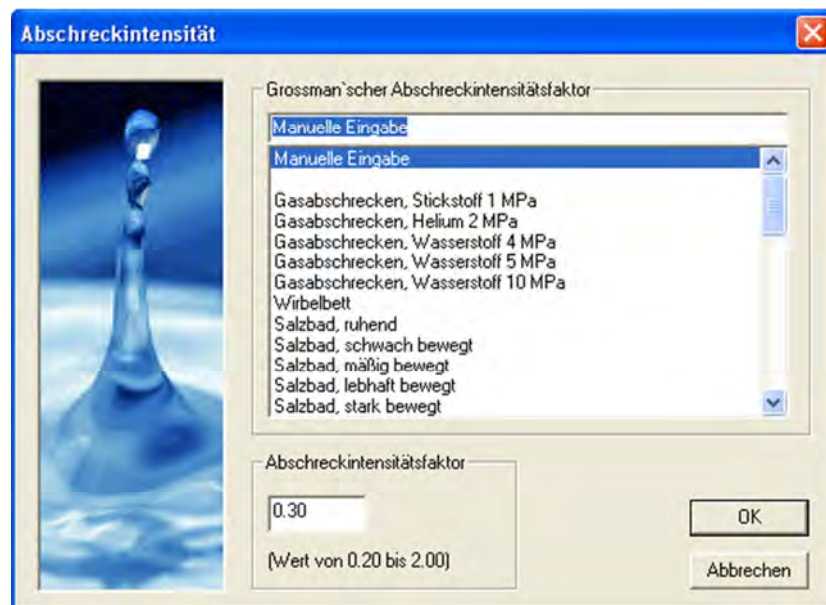 Abschreckintensität
Grossman`scher Abschreckintensitätsfaktor
Manuelle Eingabe
Manuelle Eingabe
Gasabschrecken, Stickstoff 1 MPa
Gasabschrecken, Helium 2 MPa
Gasabschrecken, Wasserstoff 4 MPa
Gasabschrecken, Wasserstoff 5 MPa
Gasabschrecken, Wasserstoff 10 MPa
Wirbelbett
Salzbad, ruhend
Salzbad, schwach bewegt
Salzbad, mäßig bewegt
Salzbad, lebhaft bewegt
Salzbad, stark bewegt
Abschreckintensitätsfaktor
0.30
(Wert von 0.20 bis 2.00)
OK
Abbrechen